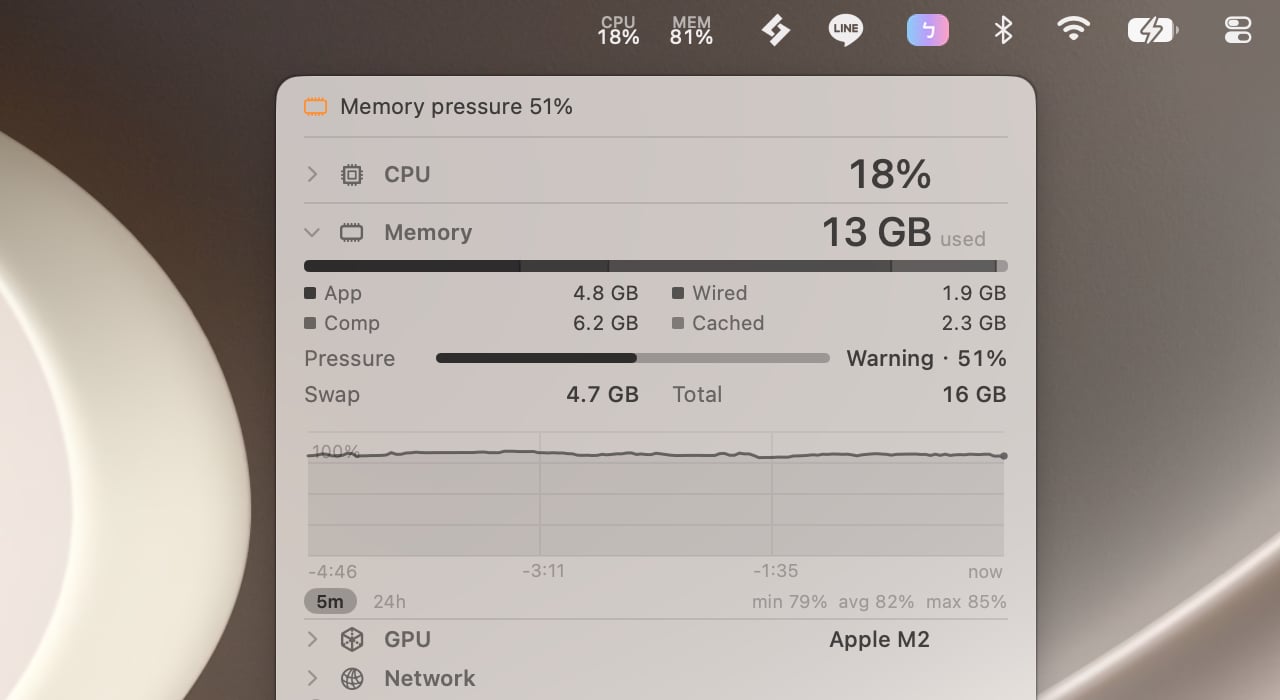 CPU MEM
18% 81%
LINE
ㄣ
Memory pressure 51%
CPU 18%
Memory 13 GB used
App 4.8 GB Wired 1.9 GB
Comp 6.2 GB Cached 2.3 GB
Pressure Warning · 51%
Swap 4.7 GB Total 16 GB
100%
-4:46 -3:11 -1:35 now
5m 24h min 79% avg 82% max 85%
GPU Apple M2
Network